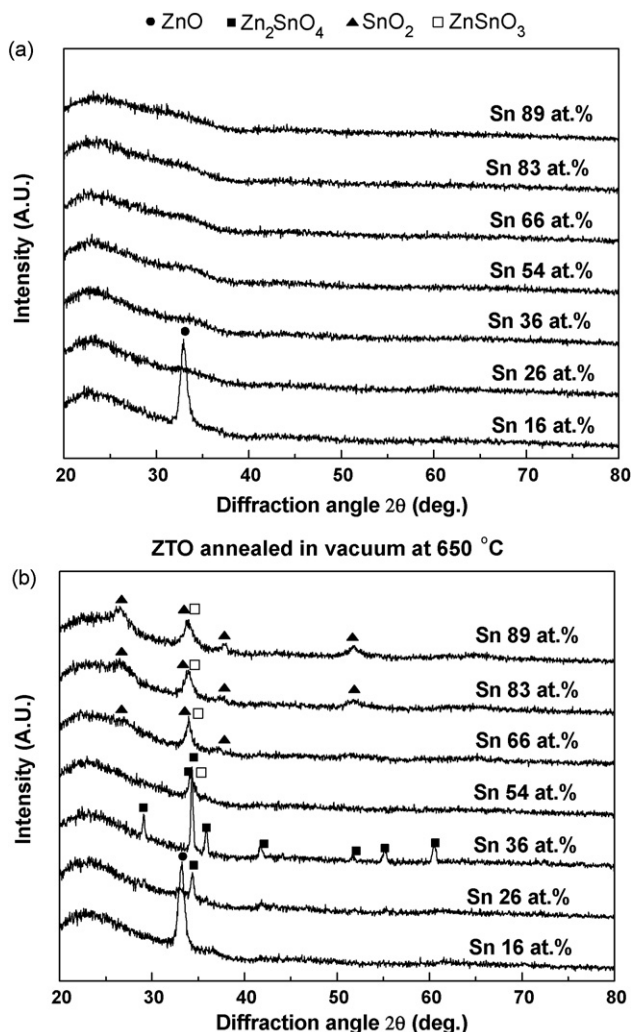 ● ZnO ■ Zn₂SnO₄ ▲ SnO₂ □ ZnSnO₃
(a)
Sn 89 at.%
Sn 83 at.%
Sn 66 at.%
Sn 54 at.%
Sn 36 at.%
Sn 26 at.%
Sn 16 at.%
Intensity (A.U.)
20 30 40 50 60 70 80
Diffraction angle 2θ (deg.)
ZTO annealed in vacuum at 650 °C
(b)
Sn 89 at.%
Sn 83 at.%
Sn 66 at.%
Sn 54 at.%
Sn 36 at.%
Sn 26 at.%
Sn 16 at.%
Intensity (A.U.)
20 30 40 50 60 70 80
Diffraction angle 2θ (deg.)